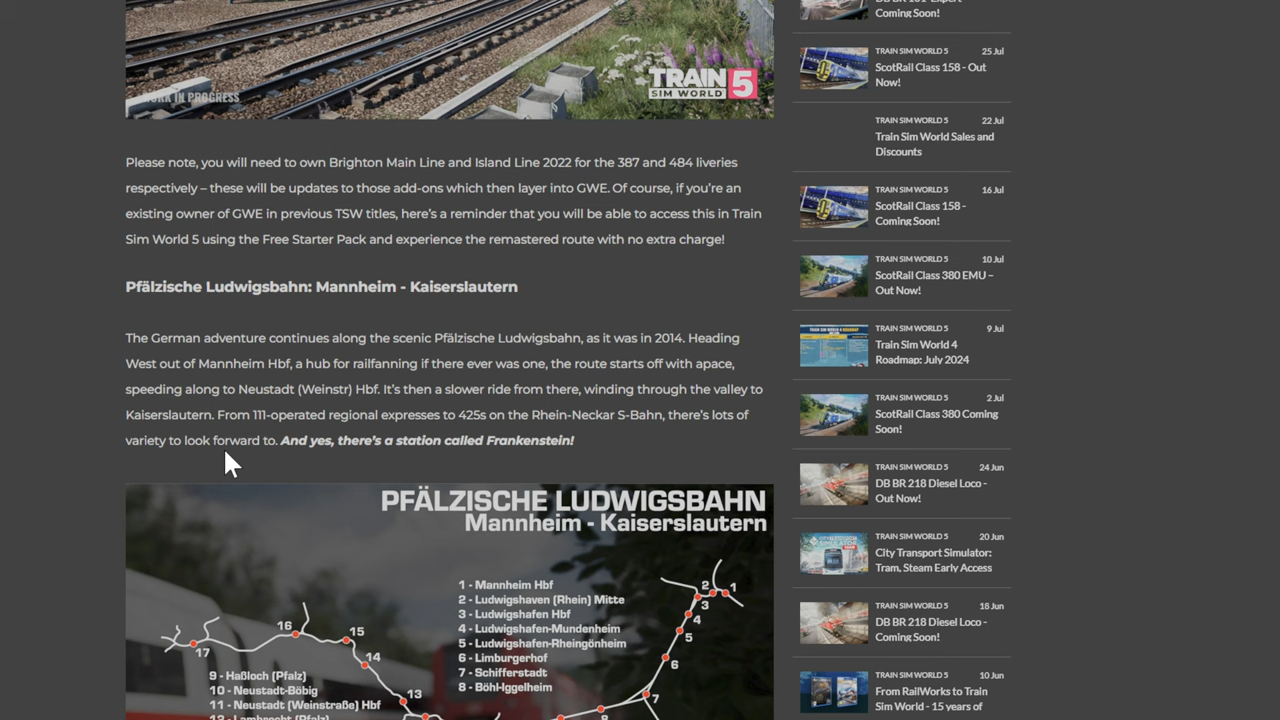 WORK IN PROGRESS
TRAIN
SIM WORLD 5
Please note, you will need to own Brighton Main Line and Island Line 2022 for the 387 and 484 liveries
respectively – these will be updates to those add-ons which then layer into GWE. Of course, if you're an
existing owner of GWE in previous TSW titles, here's a reminder that you will be able to access this in Train
Sim World 5 using the Free Starter Pack and experience the remastered route with no extra charge!
Pfälzische Ludwigsbahn: Mannheim - Kaiserslautern
The German adventure continues along the scenic Pfälzische Ludwigsbahn, as it was in 2014. Heading
West out of Mannheim Hbf, a hub for railfanning if there ever was one, the route starts off with apace,
speeding along to Neustadt (Weinstr) Hbf. It's then a slower ride from there, winding through the valley to
Kaiserslautern. From 111-operated regional expresses to 425s on the Rhein-Neckar S-Bahn, there's lots of
variety to look forward to. And yes, there's a station called Frankenstein!
PFÄLZISCHE LUDWIGSBAHN
Mannheim - Kaiserslautern
1 - Mannheim Hbf
2 - Ludwigshaven (Rhein) Mitte
3 - Ludwigshafen Hbf
4 - Ludwigshafen-Mundenheim
5 - Ludwigshafen-Rheingönheim
6 - Limburgerhof
7 - Schifferstadt
8 - Böhl-Iggelheim
9 - Haßloch (Pfalz)
10 - Neustadt-Böbig
11 - Neustadt (Weinstraße) Hbf
12 - Lambrecht (Pfalz)
1
2
3
4
5
6
7
8
13
14
15
16
17
Coming Soon!
TRAIN SIM WORLD 5 25 Jul
ScotRail Class 158 - Out
Now!
TRAIN SIM WORLD 5 22 Jul
Train Sim World Sales and
Discounts
TRAIN SIM WORLD 5 16 Jul
ScotRail Class 158 -
Coming Soon!
TRAIN SIM WORLD 5 10 Jul
ScotRail Class 380 EMU –
Out Now!
TRAIN SIM WORLD 5 9 Jul
Train Sim World 4
Roadmap: July 2024
TRAIN SIM WORLD 5 2 Jul
ScotRail Class 380 Coming
Soon!
TRAIN SIM WORLD 5 24 Jun
DB BR 218 Diesel Loco -
Out Now!
TRAIN SIM WORLD 5 20 Jun
City Transport Simulator:
Tram, Steam Early Access
TRAIN SIM WORLD 5 18 Jun
DB BR 218 Diesel Loco -
Coming Soon!
TRAIN SIM WORLD 5 10 Jun
From RailWorks to Train
Sim World - 15 years of